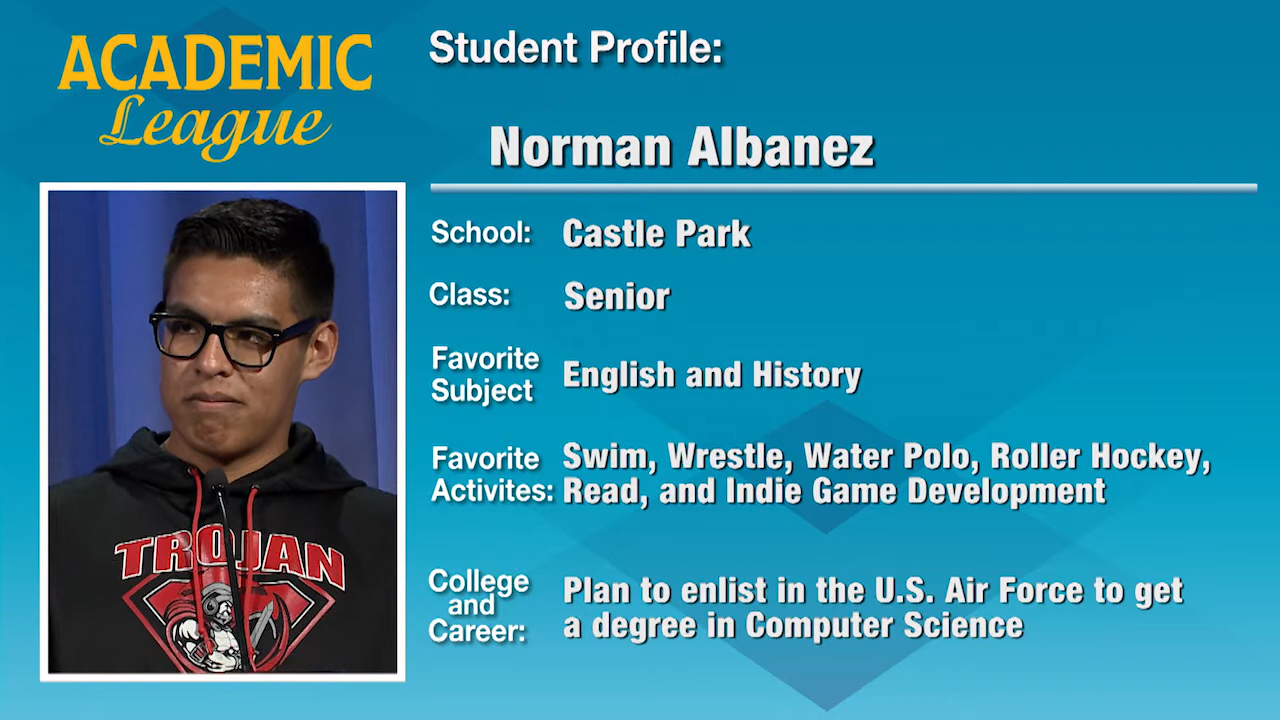 ACADEMIC
League
Student Profile:
Norman Albanez
School: Castle Park
Class: Senior
Favorite
Subject
English and History
Favorite
Activites:
Swim, Wrestle, Water Polo, Roller Hockey,
Read, and Indie Game Development
College
and
Career:
Plan to enlist in the U.S. Air Force to get
a degree in Computer Science
TROJAN